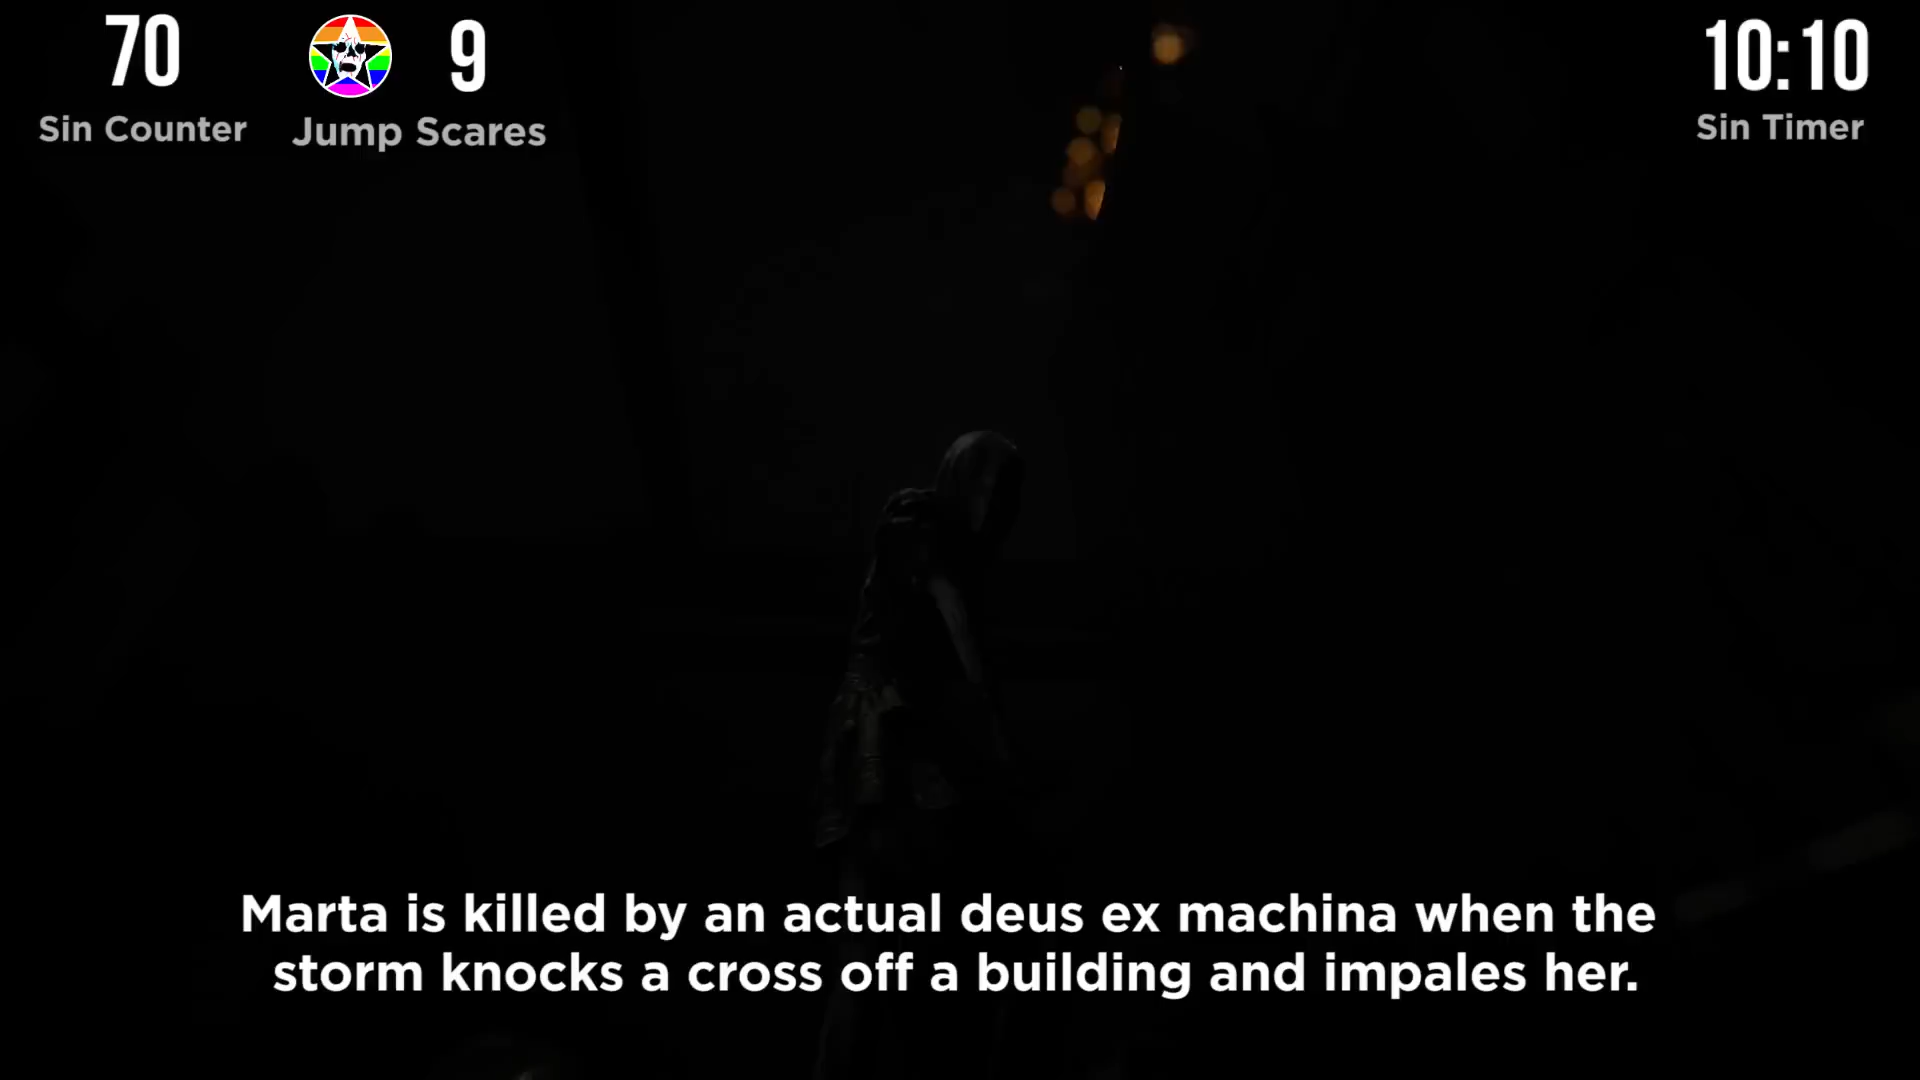 70
Sin Counter
9
Jump Scares
10:10
Sin Timer
Marta is killed by an actual deus ex machina when the
storm knocks a cross off a building and impales her.